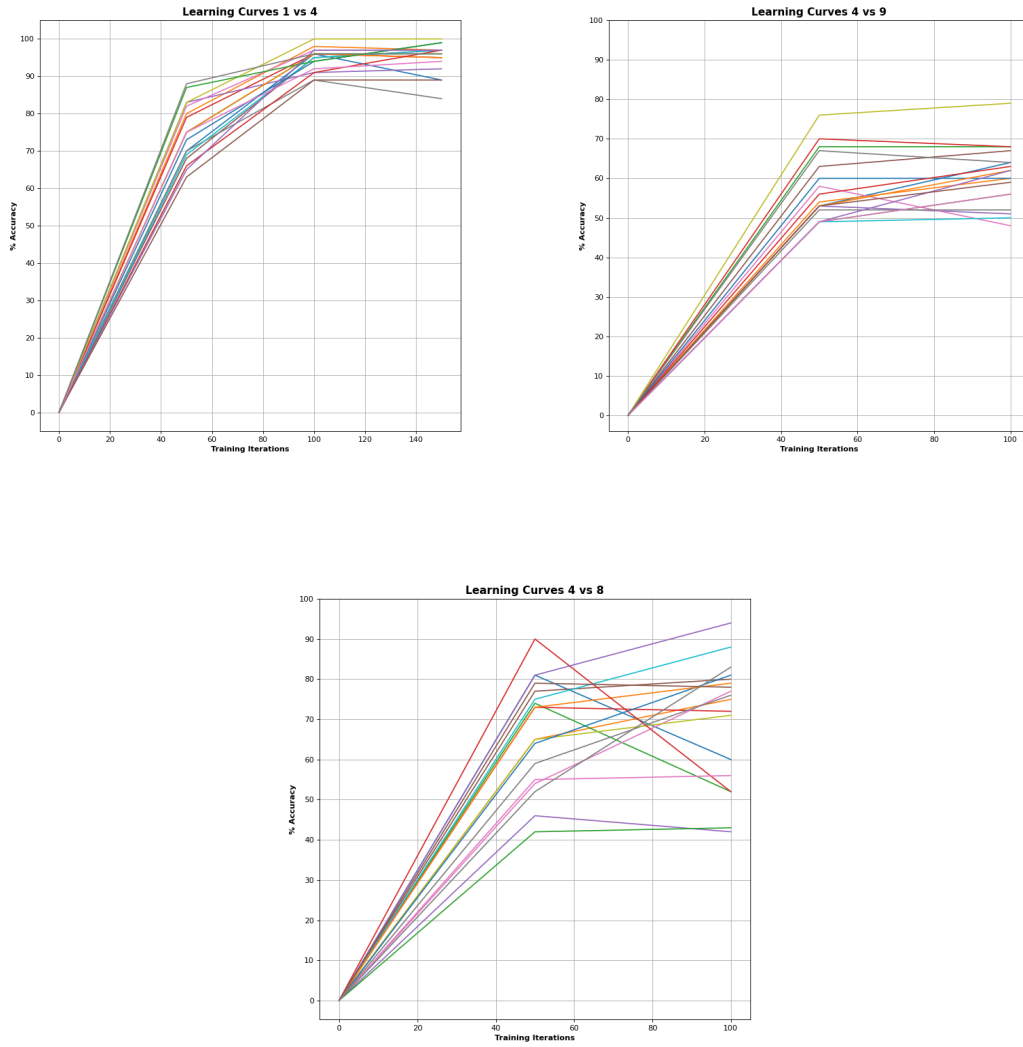 Learning Curves 1 vs 4
100
90
80
70
60
50
40
30
20
10
0
% Accuracy
0 20 40 60 80 100 120 140
Training Iterations
Learning Curves 4 vs 9
100
90
80
70
60
50
40
30
20
10
0
% Accuracy
0 20 40 60 80 100
Training Iterations
Learning Curves 4 vs 8
100
90
80
70
60
50
40
30
20
10
0
% Accuracy
0 20 40 60 80 100
Training Iterations